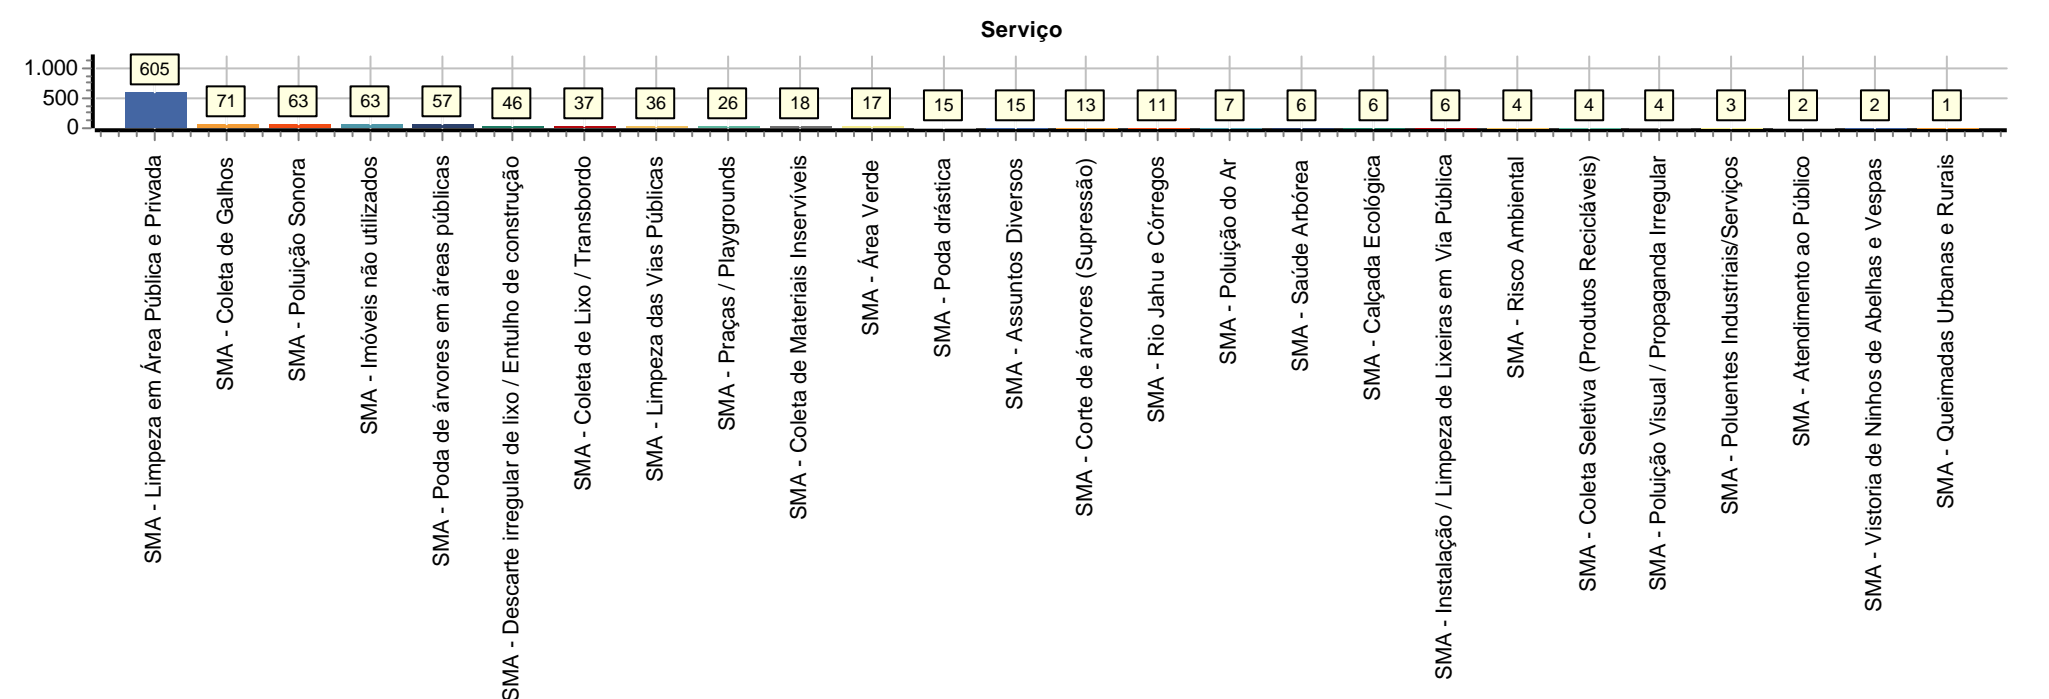 Serviço
1.000
500
0
605
71
63
63
57
46
37
36
26
18
17
15
15
13
11
7
6
6
6
4
4
4
3
2
2
1
SMA - Limpeza em Área Pública e Privada
SMA - Coleta de Galhos
SMA - Poluição Sonora
SMA - Imóveis não utilizados
SMA - Poda de árvores em áreas públicas
SMA - Descarte irregular de lixo / Entulho de construção
SMA - Coleta de Lixo / Transbordo
SMA - Limpeza das Vias Públicas
SMA - Praças / Playgrounds
SMA - Coleta de Materiais Inservíveis
SMA - Área Verde
SMA - Poda drástica
SMA - Assuntos Diversos
SMA - Corte de árvores (Supressão)
SMA - Rio Jahu e Córregos
SMA - Poluição do Ar
SMA - Saúde Arbórea
SMA - Calçada Ecológica
SMA - Instalação / Limpeza de Lixeiras em Via Pública
SMA - Risco Ambiental
SMA - Coleta Seletiva (Produtos Recicláveis)
SMA - Poluição Visual / Propaganda Irregular
SMA - Poluentes Industriais/Serviços
SMA - Atendimento ao Público
SMA - Vistoria de Ninhos de Abelhas e Vespas
SMA - Queimadas Urbanas e Rurais